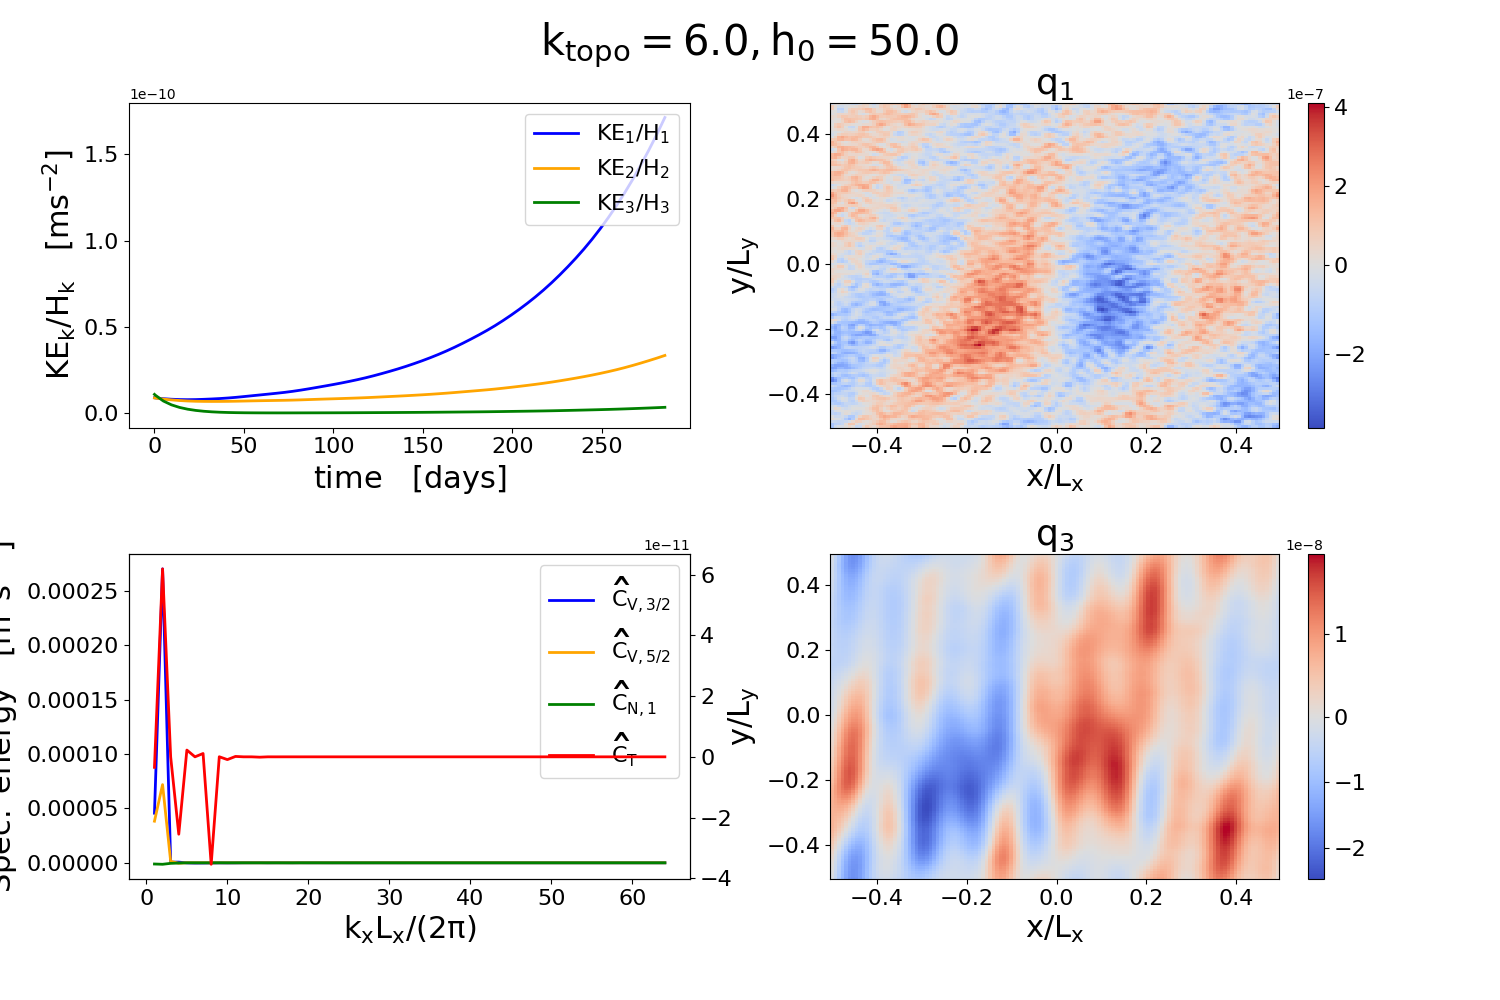 k_topo = 6.0, h_0 = 50.0
1e−10
KE_k/H_k [ms^−2]
1.5
1.0
0.5
0.0
KE_1/H_1
KE_2/H_2
KE_3/H_3
0 50 100 150 200 250
time [days]
q_1
1e−7
y/L_y
0.4
0.2
0.0
−0.2
−0.4
−0.4 −0.2 0.0 0.2 0.4
x/L_x
4
2
0
−2
1e−11
Spec. energy
0.00025
0.00020
0.00015
0.00010
0.00005
0.00000
Ĉ_V, 3/2
Ĉ_V, 5/2
Ĉ_N, 1
Ĉ_T
6
4
2
0
−2
−4
0 10 20 30 40 50 60
k_xL_x/(2π)
q_3
1e−8
y/L_y
0.4
0.2
0.0
−0.2
−0.4
−0.4 −0.2 0.0 0.2 0.4
x/L_x
1
0
−1
−2